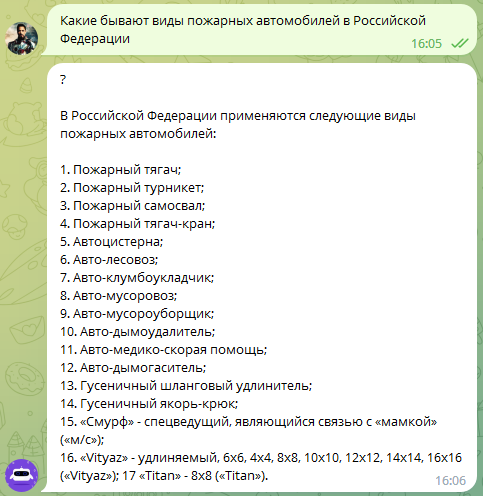 Какие бывают виды пожарных автомобилей в Российской
Федерации
16:05
?
В Российской Федерации применяются следующие виды
пожарных автомобилей:
1. Пожарный тягач;
2. Пожарный турникет;
3. Пожарный самосвал;
4. Пожарный тягач-кран;
5. Автоцистерна;
6. Авто-лесовоз;
7. Авто-клумбоукладчик;
8. Авто-мусоровоз;
9. Авто-мусороуборщик;
10. Авто-дымоудалитель;
11. Авто-медико-скорая помощь;
12. Авто-дымогаситель;
13. Гусеничный шланговый удлинитель;
14. Гусеничный якорь-крюк;
15. «Смурф» - спецведущий, являющийся связью с «мамкой»
(«м/с»);
16. «Vityaz» - удлиняемый, 6x6, 4x4, 8x8, 10x10, 12x12, 14x14, 16x16
(«Vityaz»); 17 «Titan» - 8x8 («Titan»).
16:06